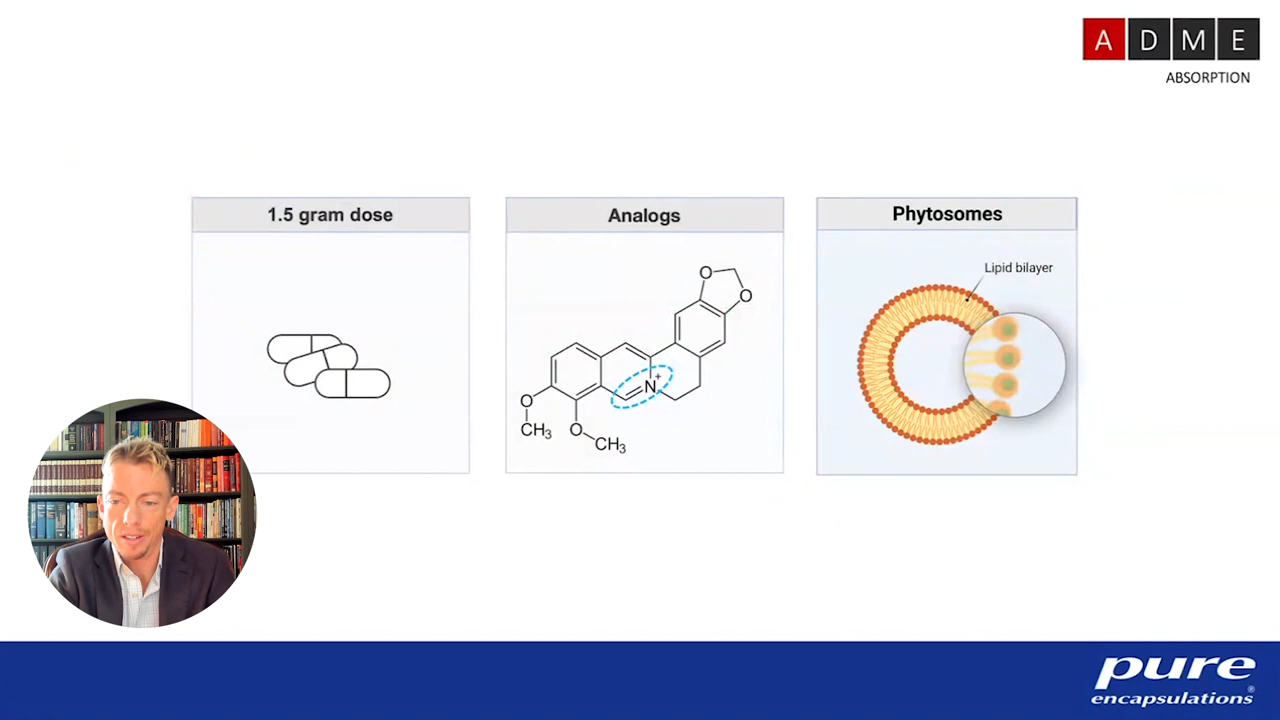 A D M E
ABSORPTION
1.5 gram dose
Analogs
Phytosomes
Lipid bilayer
O
O
N+
O
CH3
O
CH3
pure
encapsulations®